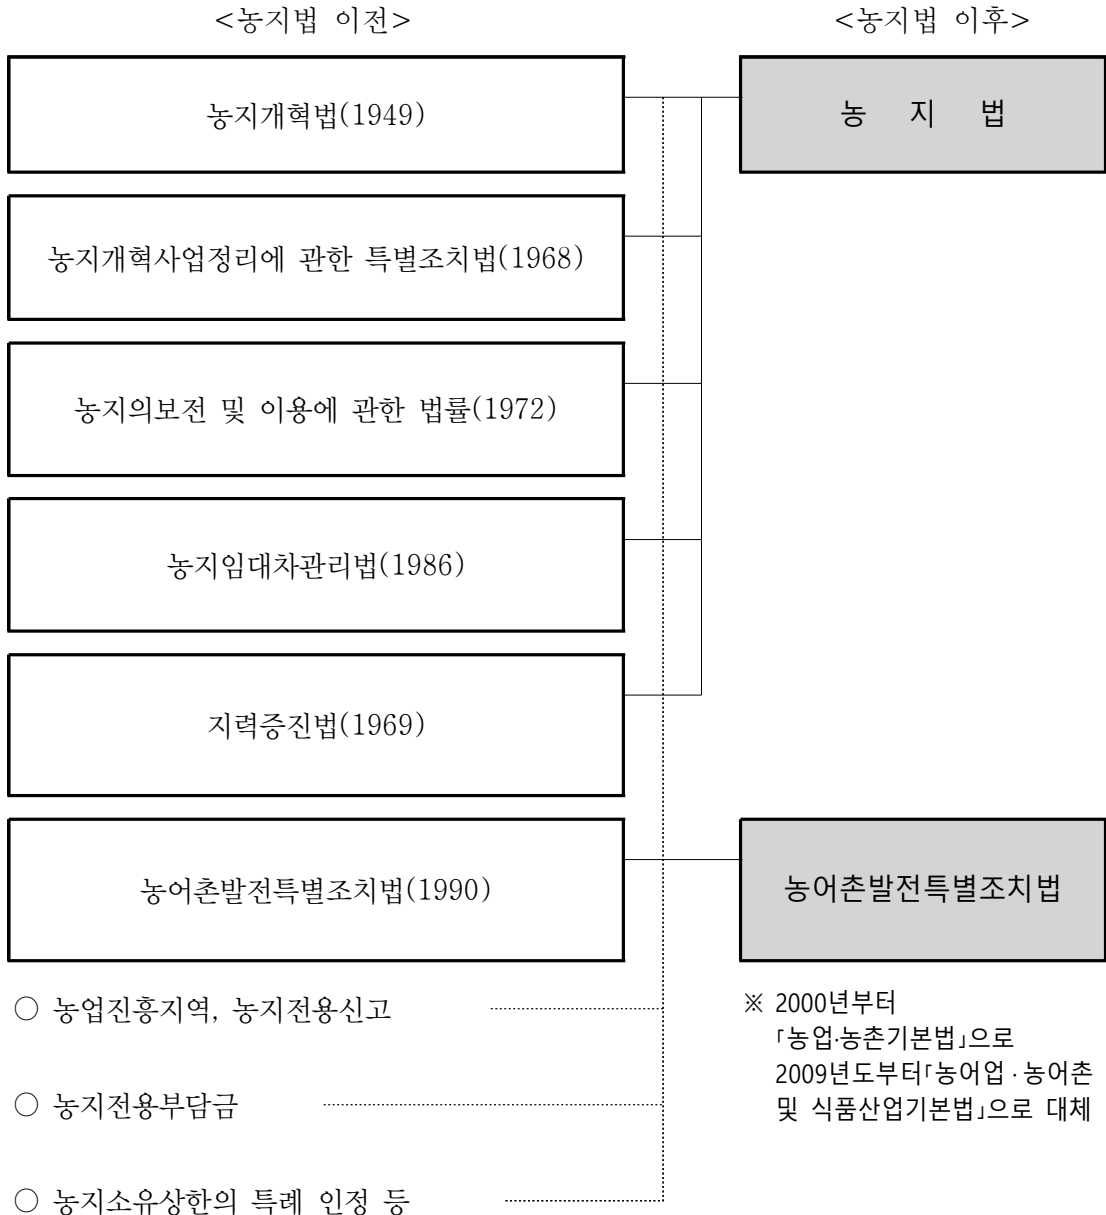 <농지법 이전>
<농지법 이후>
농지개혁법(1949)
농 지 법
농지개혁사업정리에 관한 특별조치법(1968)
농지의보전 및 이용에 관한 법률(1972)
농지임대차관리법(1986)
지력증진법(1969)
농어촌발전특별조치법(1990)
농어촌발전특별조치법
○ 농업진흥지역, 농지전용신고
○ 농지전용부담금
○ 농지소유상한의 특례 인정 등
※ 2000년부터
「농업·농촌기본법」으로
2009년도부터「농어업 · 농어촌
및 식품산업기본법」으로 대체